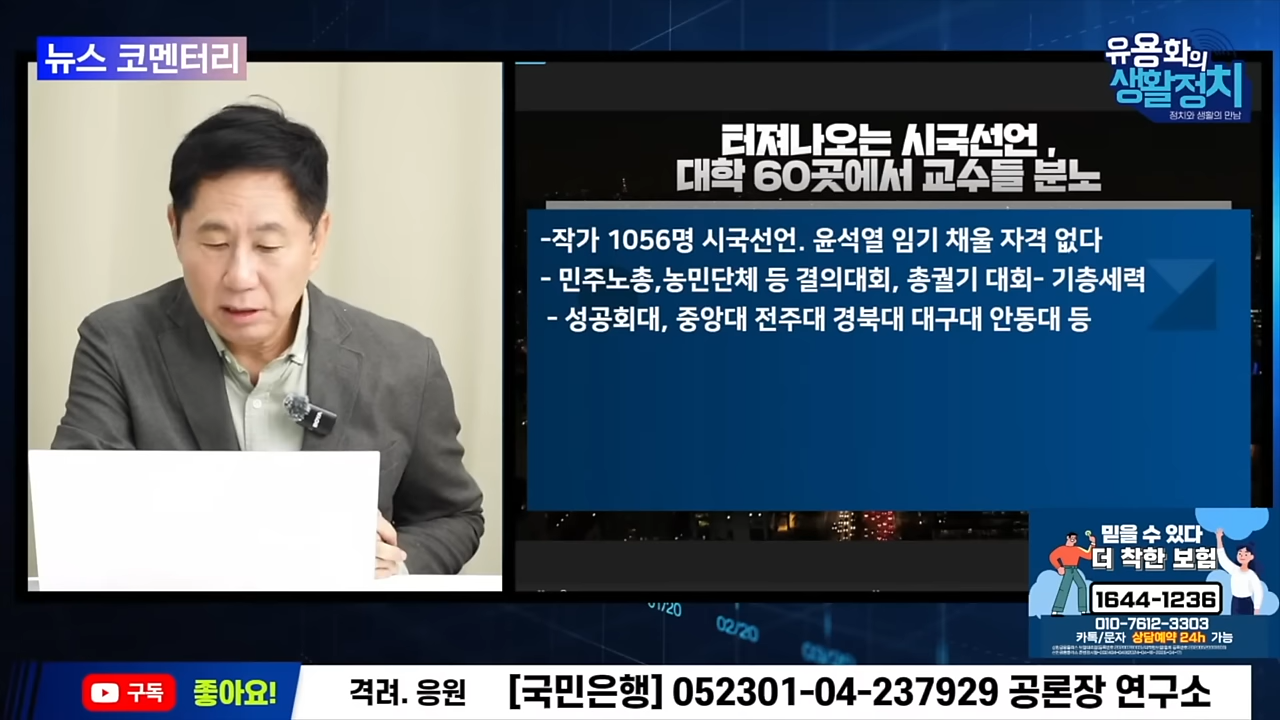 뉴스 코멘터리
유용화의
생활정치
정치와 생활의 만남
터져나오는 시국선언 ,
대학 60곳에서 교수들 분노
-작가 1056명 시국선언. 윤석열 임기 채울 자격 없다
- 민주노총,농민단체 등 결의대회, 총궐기 대회- 기층세력
- 성공회대, 중앙대 전주대 경북대 대구대 안동대 등
믿을 수 있다
더 착한 보험
1644-1236
010-7612-3303
카톡/문자 상담예약 24h 가능
01/20
02/20
구독
좋아요!
격려. 응원
[국민은행] 052301-04-237929 공론장 연구소